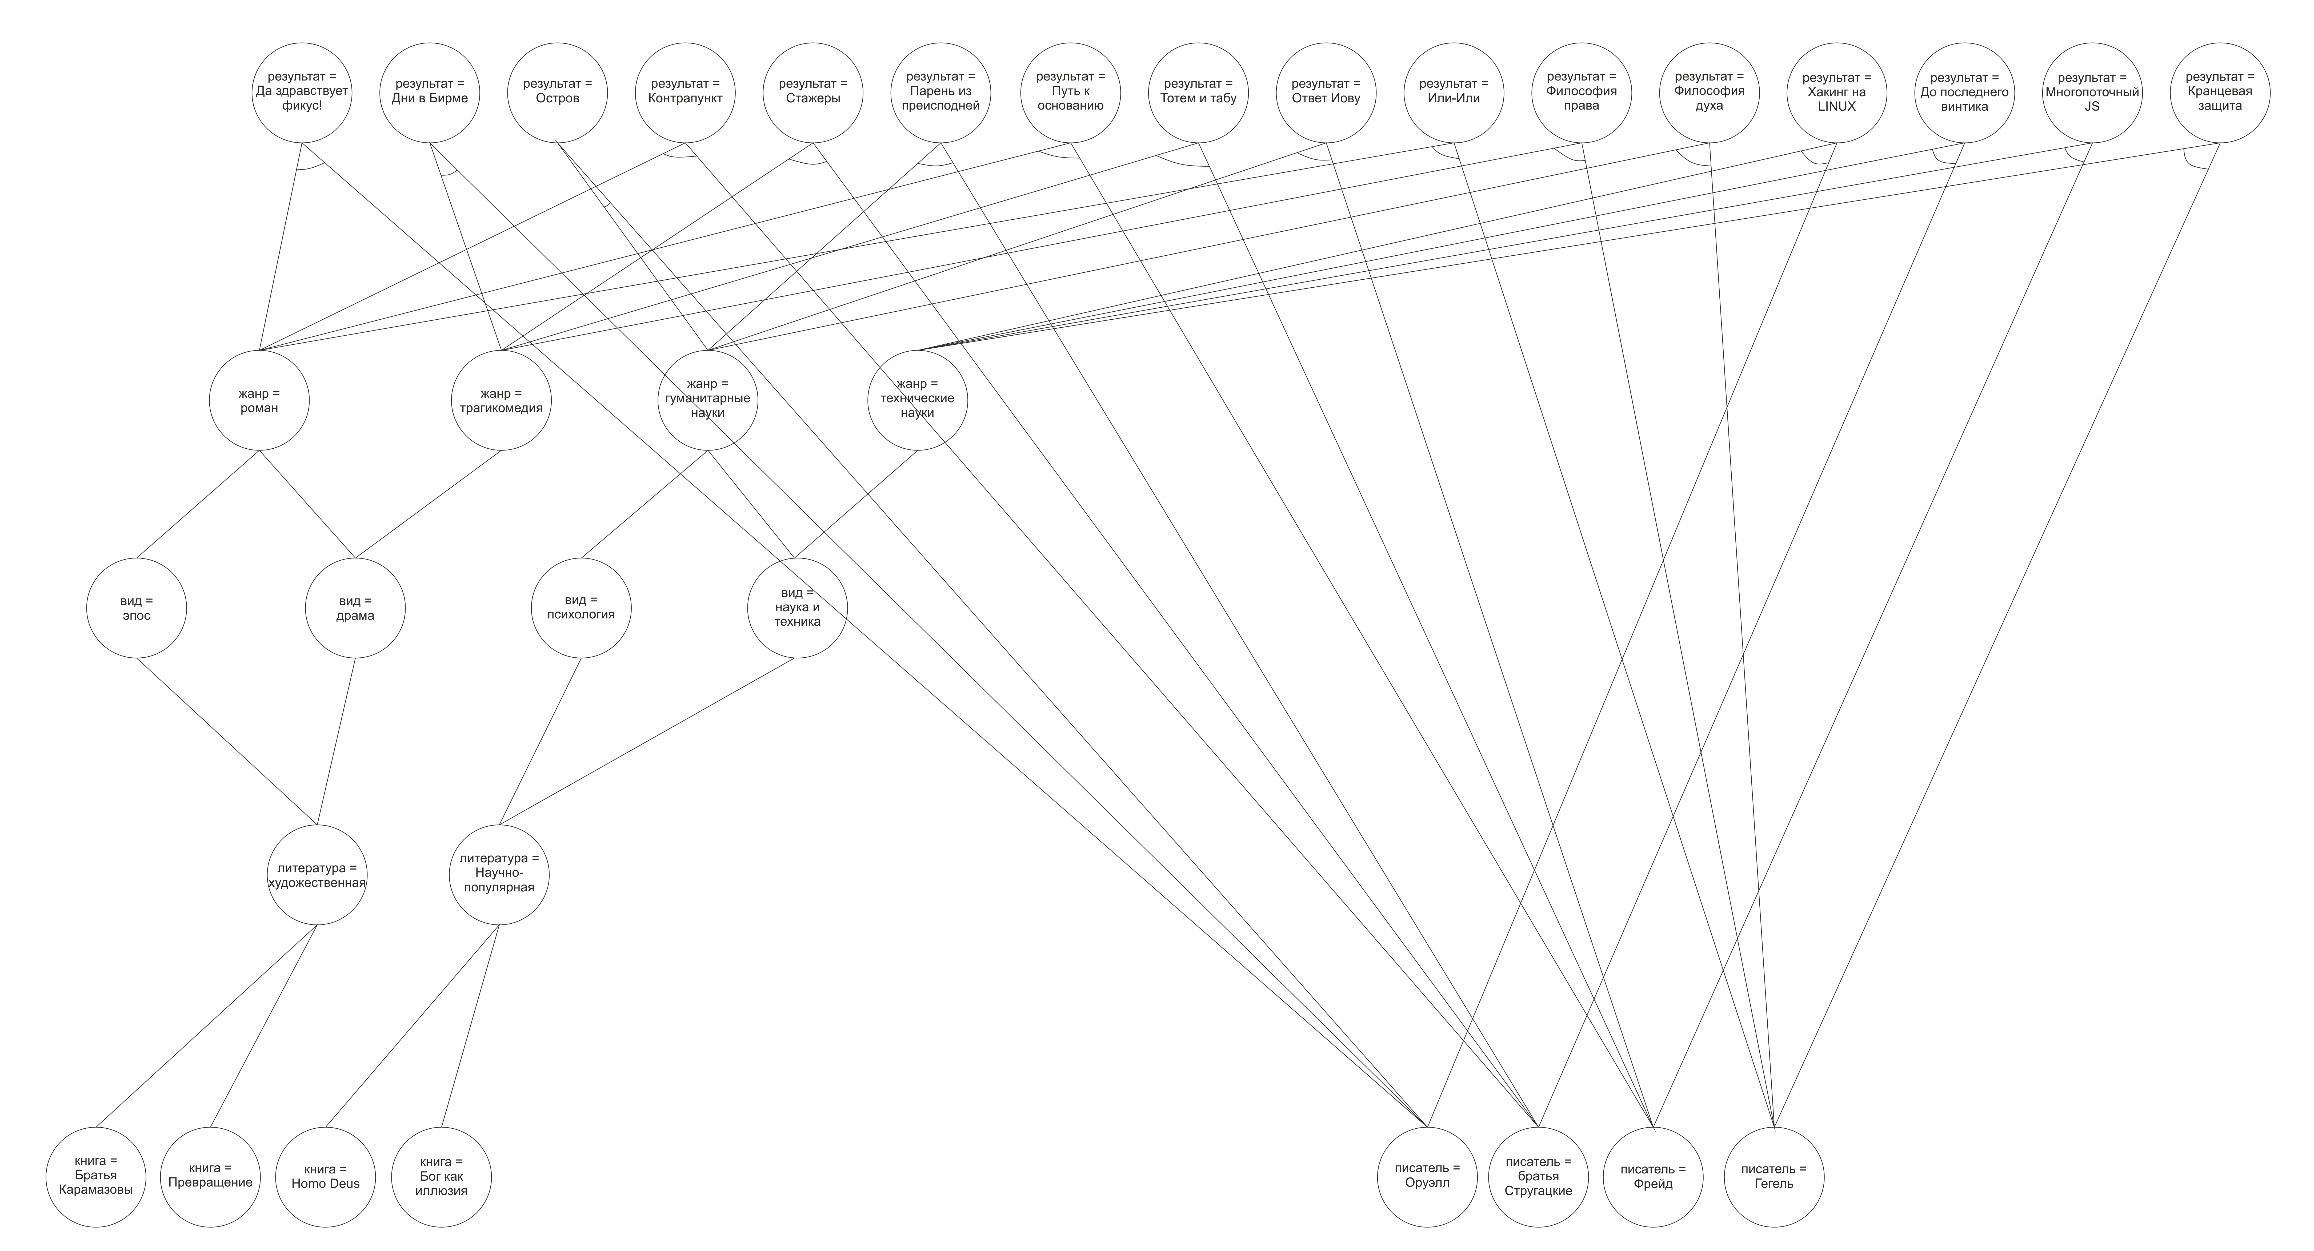 результат =
Да здравствует
фикус!
результат =
Дни в Бирме
результат =
Остров
результат =
Контрапункт
результат =
Стажеры
результат =
Парень из
преисподней
результат =
Путь к
основанию
результат =
Тотем и табу
результат =
Ответ Иову
результат =
Или-Или
результат =
Философия
права
результат =
Философия
духа
результат =
Хакинг на
LINUX
результат =
До последнего
винтика
результат =
Многопоточный
JS
результат =
Кранцевая
защита
жанр =
роман
жанр =
трагикомедия
жанр =
гуманитарные
науки
жанр =
технические
науки
вид =
эпос
вид =
драма
вид =
психология
вид =
наука и
техника
литература =
художественная
литература =
Научно-
популярная
книга =
Братья
Карамазовы
книга =
Превращение
книга =
Homo Deus
книга =
Бог как
иллюзия
писатель =
Оруэлл
писатель =
братья
Стругацкие
писатель =
Фрейд
писатель =
Гегель